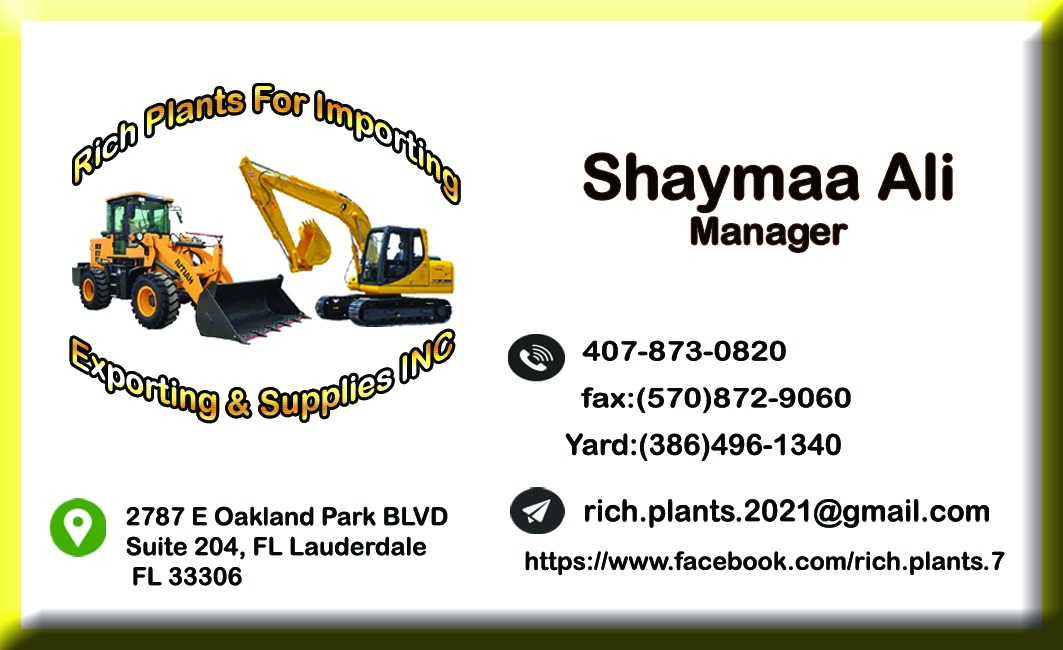 Rich Plants For Importing
Exporting & Supplies INC
Shaymaa Ali
Manager
407-873-0820
fax:(570)872-9060
Yard:(386)496-1340
2787 E Oakland Park BLVD
Suite 204, FL Lauderdale
FL 33306
rich.plants.2021@gmail.com
https://www.facebook.com/rich.plants.7